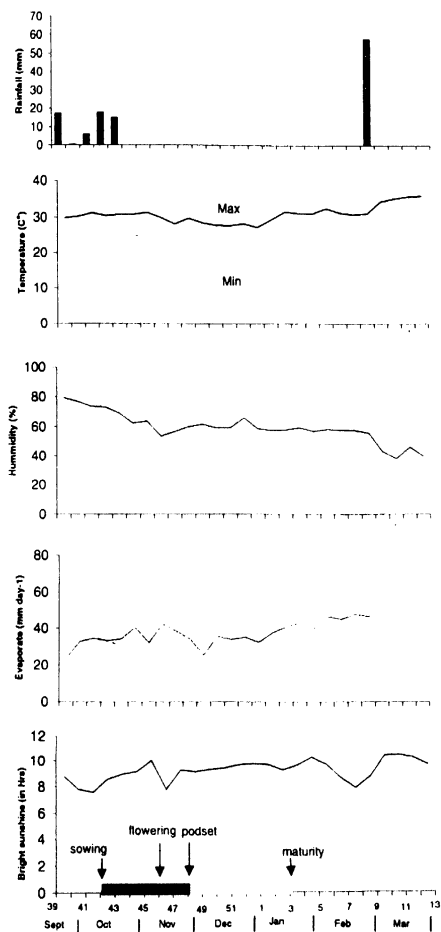 Rainfall (mm)
70
60
50
40
30
20
10
0
Temperature (C°)
40
30
20
10
0
Max
Min
Hummidity (%)
100
80
60
40
20
0
Evaporate (mm day-1)
80
60
40
20
0
Bright sunshine (in Hrs)
12
10
8
6
4
2
0
sowing
flowering podset
maturity
39 41 43 45 47 49 51 1 3 5 7 9 11 13
Sept | Oct | Nov | Dec | Jan | Feb | Mar